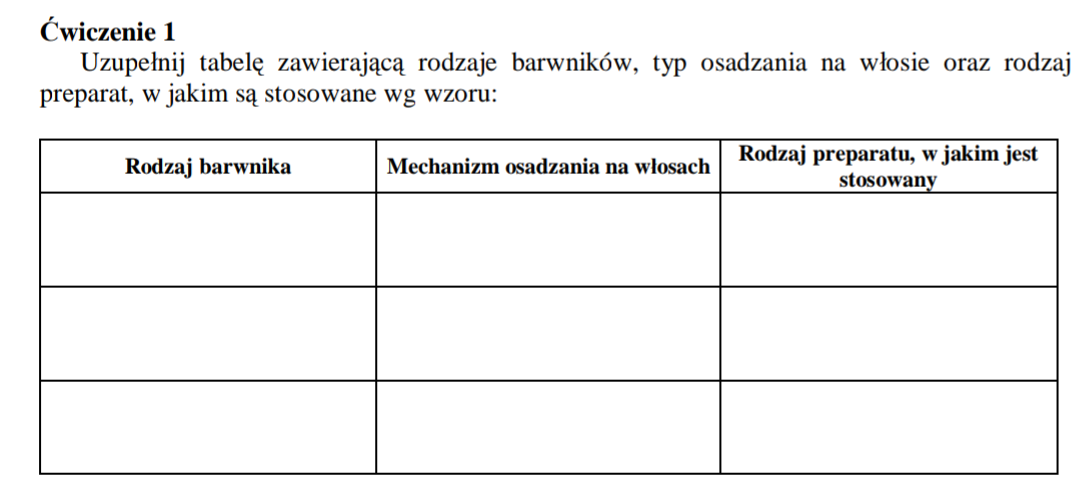 Ćwiczenie 1
Uzupełnij tabelę zawierającą rodzaje barwników, typ osadzania na włosie oraz rodzaj
preparat, w jakim są stosowane wg wzoru:
Rodzaj barwnika
Mechanizm osadzania na włosach
Rodzaj preparatu, w jakim jest
stosowany